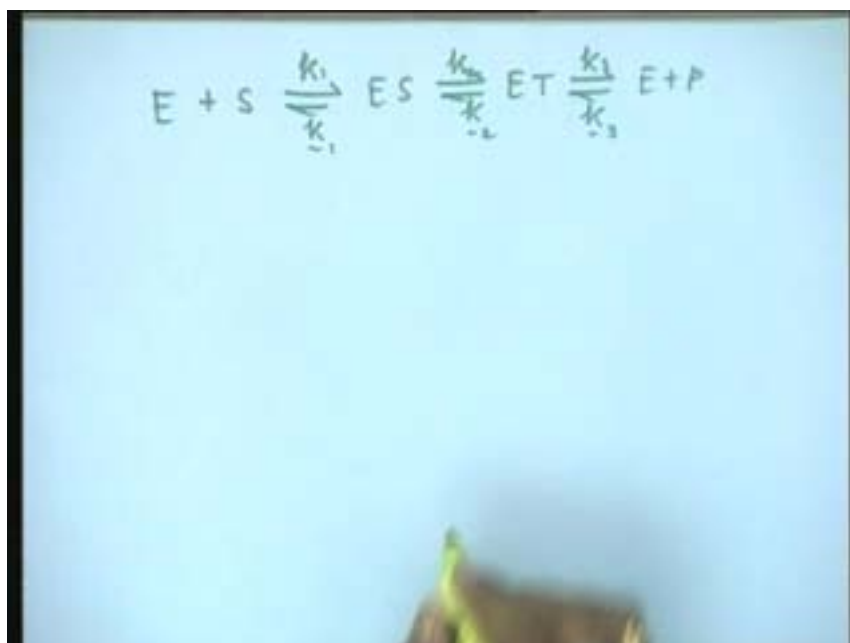 E + S ⇌ ES ⇌ ET ⇌ E+P
k₁ k₂ k₃
k₋₁ k₋₂ k₋₃